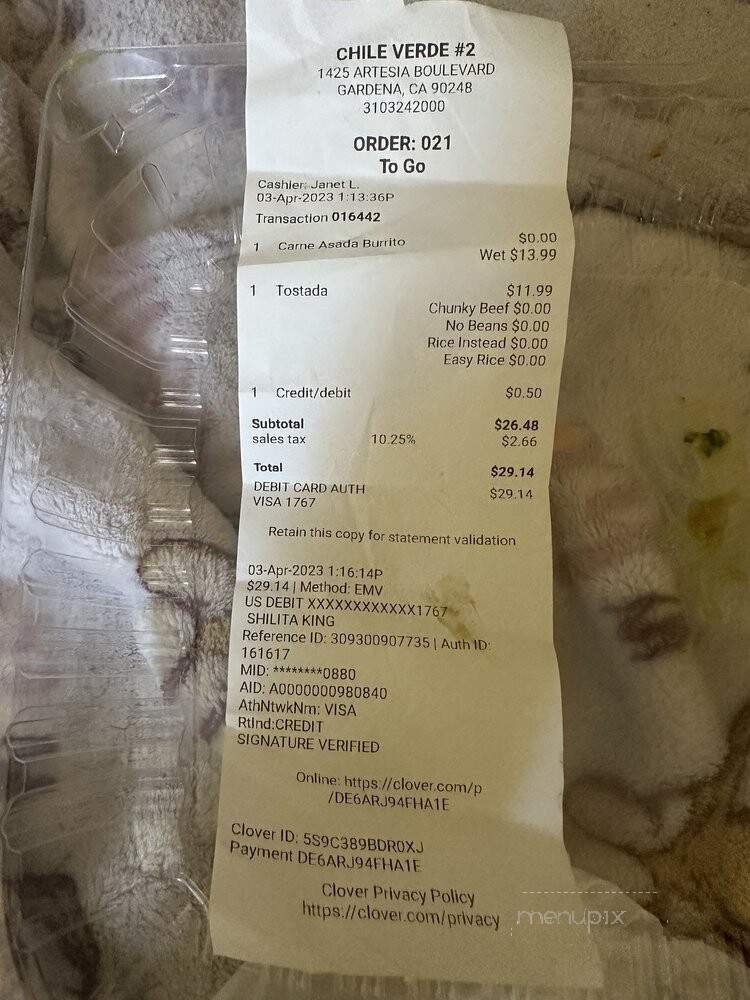 CHILE VERDE #2
1425 ARTESIA BOULEVARD
GARDENA, CA 90248
3103242000
ORDER: 021
To Go
Cashier: Janet L.
03-Apr-2023 1:13:36P
Transaction 016442
1 Carne Asada Burrito $0.00
Wet $13.99
1 Tostada $11.99
Chunky Beef $0.00
No Beans $0.00
Rice Instead $0.00
Easy Rice $0.00
1 Credit/debit $0.50
Subtotal $26.48
sales tax 10.25% $2.66
Total $29.14
DEBIT CARD AUTH $29.14
VISA 1767
Retain this copy for statement validation
03-Apr-2023 1:16:14P
$29.14 | Method: EMV
US DEBIT XXXXXXXXXXXX1767
SHILITA KING
Reference ID: 309300907735 | Auth ID:
161617
MID: ********0880
AID: A0000000980840
AthNtwkNm: VISA
RtInd:CREDIT
SIGNATURE VERIFIED
Online: https://clover.com/p
/DE6ARJ94FHA1E
Clover ID: 5S9C389BDR0XJ
Payment DE6ARJ94FHA1E
Clover Privacy Policy
https://clover.com/privacy
menupix